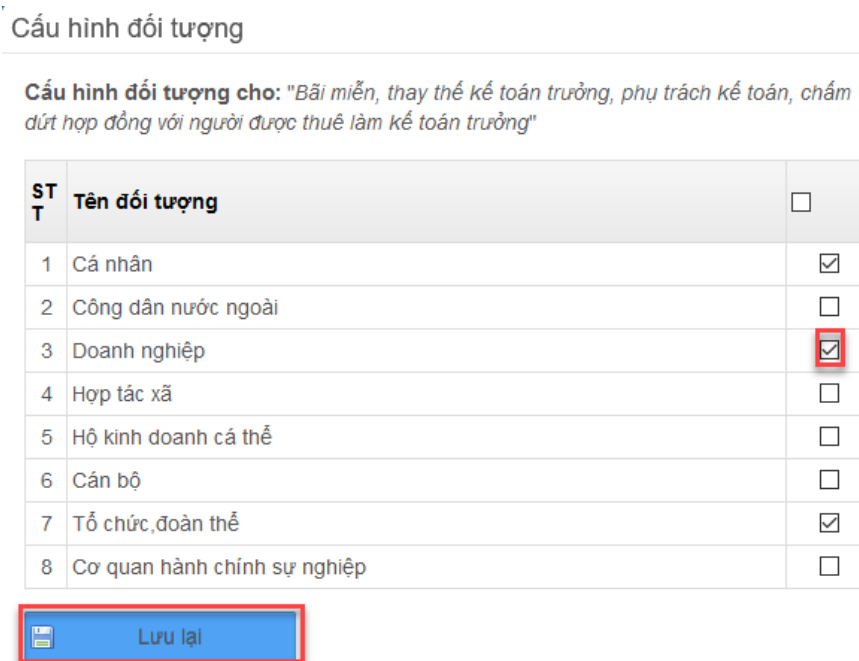 Cấu hình đối tượng
Cấu hình đối tượng cho: "Bãi miễn, thay thế kế toán trưởng, phụ trách kế toán, chấm
dứt hợp đồng với người được thuê làm kế toán trưởng"
ST
T Tên đối tượng
1 Cá nhân
2 Công dân nước ngoài
3 Doanh nghiệp
4 Hợp tác xã
5 Hộ kinh doanh cá thể
6 Cán bộ
7 Tổ chức,đoàn thể
8 Cơ quan hành chính sự nghiệp
Lưu lại